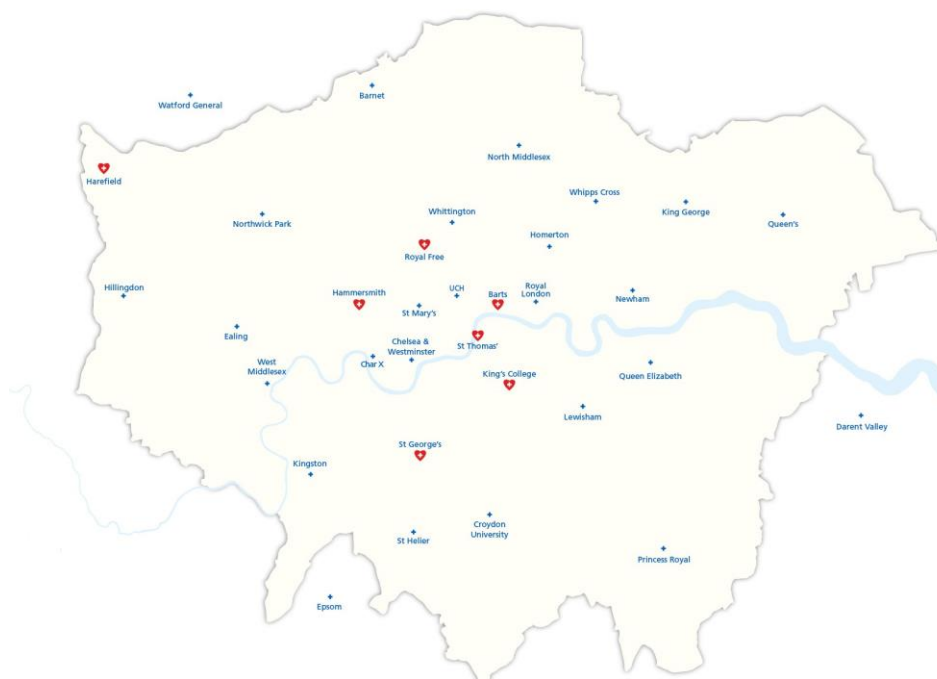 Barnet
Watford General
North Middlesex
Harefield
Whipps Cross
King George
Northwick Park
Whittington
Queen's
Homerton
Royal Free
Hillingdon
Hammersmith
UCH
Barts
Royal
London
Newham
St Mary's
Ealing
Chelsea &
Westminster
St Thomas'
West
Middlesex
Char X
King's College
Queen Elizabeth
Lewisham
Darent Valley
St George's
Kingston
Croydon
University
St Helier
Princess Royal
Epsom